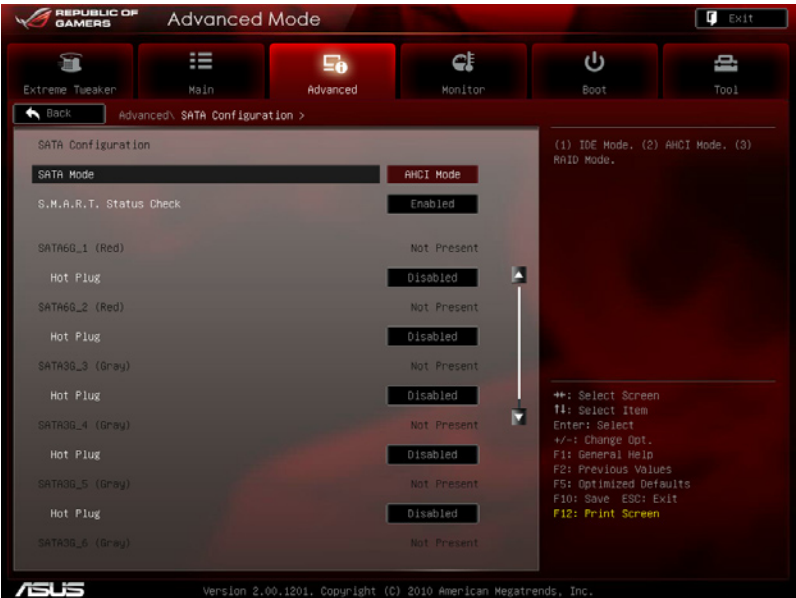 REPUBLIC OF
GAMERS
Advanced Mode
Exit
Extreme Tweaker
Main
Advanced
Monitor
Boot
Tool
Back
Advanced\ SATA Configuration >
SATA Configuration
(1) IDE Mode. (2) AHCI Mode. (3)
RAID Mode.
SATA Mode AHCI Mode
S.M.A.R.T. Status Check Enabled
SATA6G_1 (Red) Not Present
Hot Plug Disabled
SATA6G_2 (Red) Not Present
Hot Plug Disabled
SATA3G_3 (Gray) Not Present
Hot Plug Disabled
SATA3G_4 (Gray) Not Present
Hot Plug Disabled
SATA3G_5 (Gray) Not Present
Hot Plug Disabled
SATA3G_6 (Gray) Not Present
→←: Select Screen
↑↓: Select Item
Enter: Select
+/-: Change Opt.
F1: General Help
F2: Previous Values
F5: Optimized Defaults
F10: Save ESC: Exit
F12: Print Screen
ASUS
Version 2.00.1201. Copyright (C) 2010 American Megatrends, Inc.